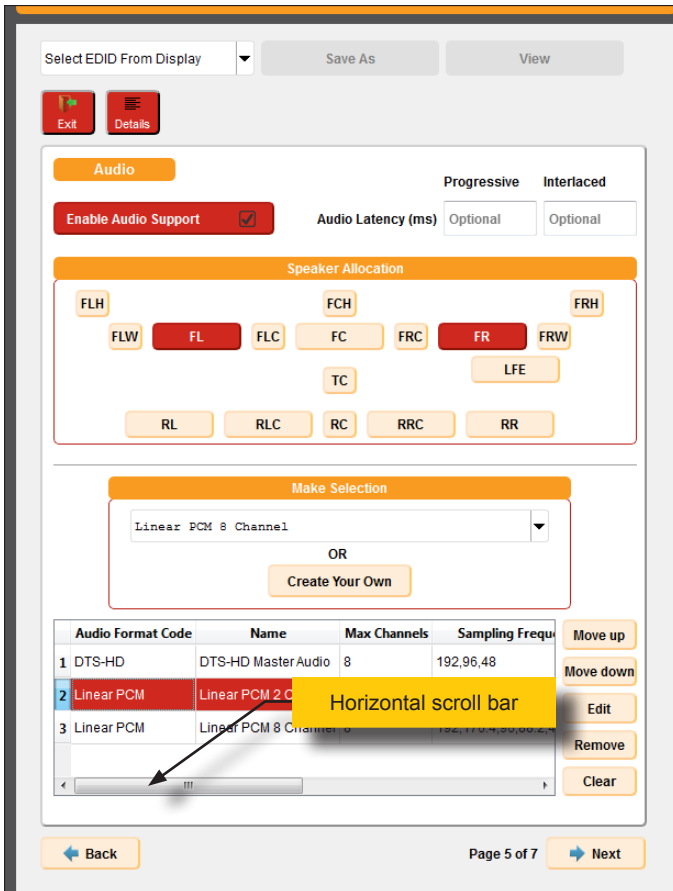 Select EDID From Display Save As View
Exit Details
Audio
Progressive Interlaced
Enable Audio Support Audio Latency (ms) Optional Optional
Speaker Allocation
FLH FCH FRH
FLW FL FLC FC FRC FR FRW
LFE
TC
RL RLC RC RRC RR
Make Selection
Linear PCM 8 Channel
OR
Create Your Own
Audio Format Code Name Max Channels Sampling Frequ Move up
1 DTS-HD DTS-HD Master Audio 8 192,96,48 Move down
2 Linear PCM Linear PCM 2 C Horizontal scroll bar Edit
3 Linear PCM Linear PCM 8 Channel 8
Remove
Clear
Back Page 5 of 7 Next